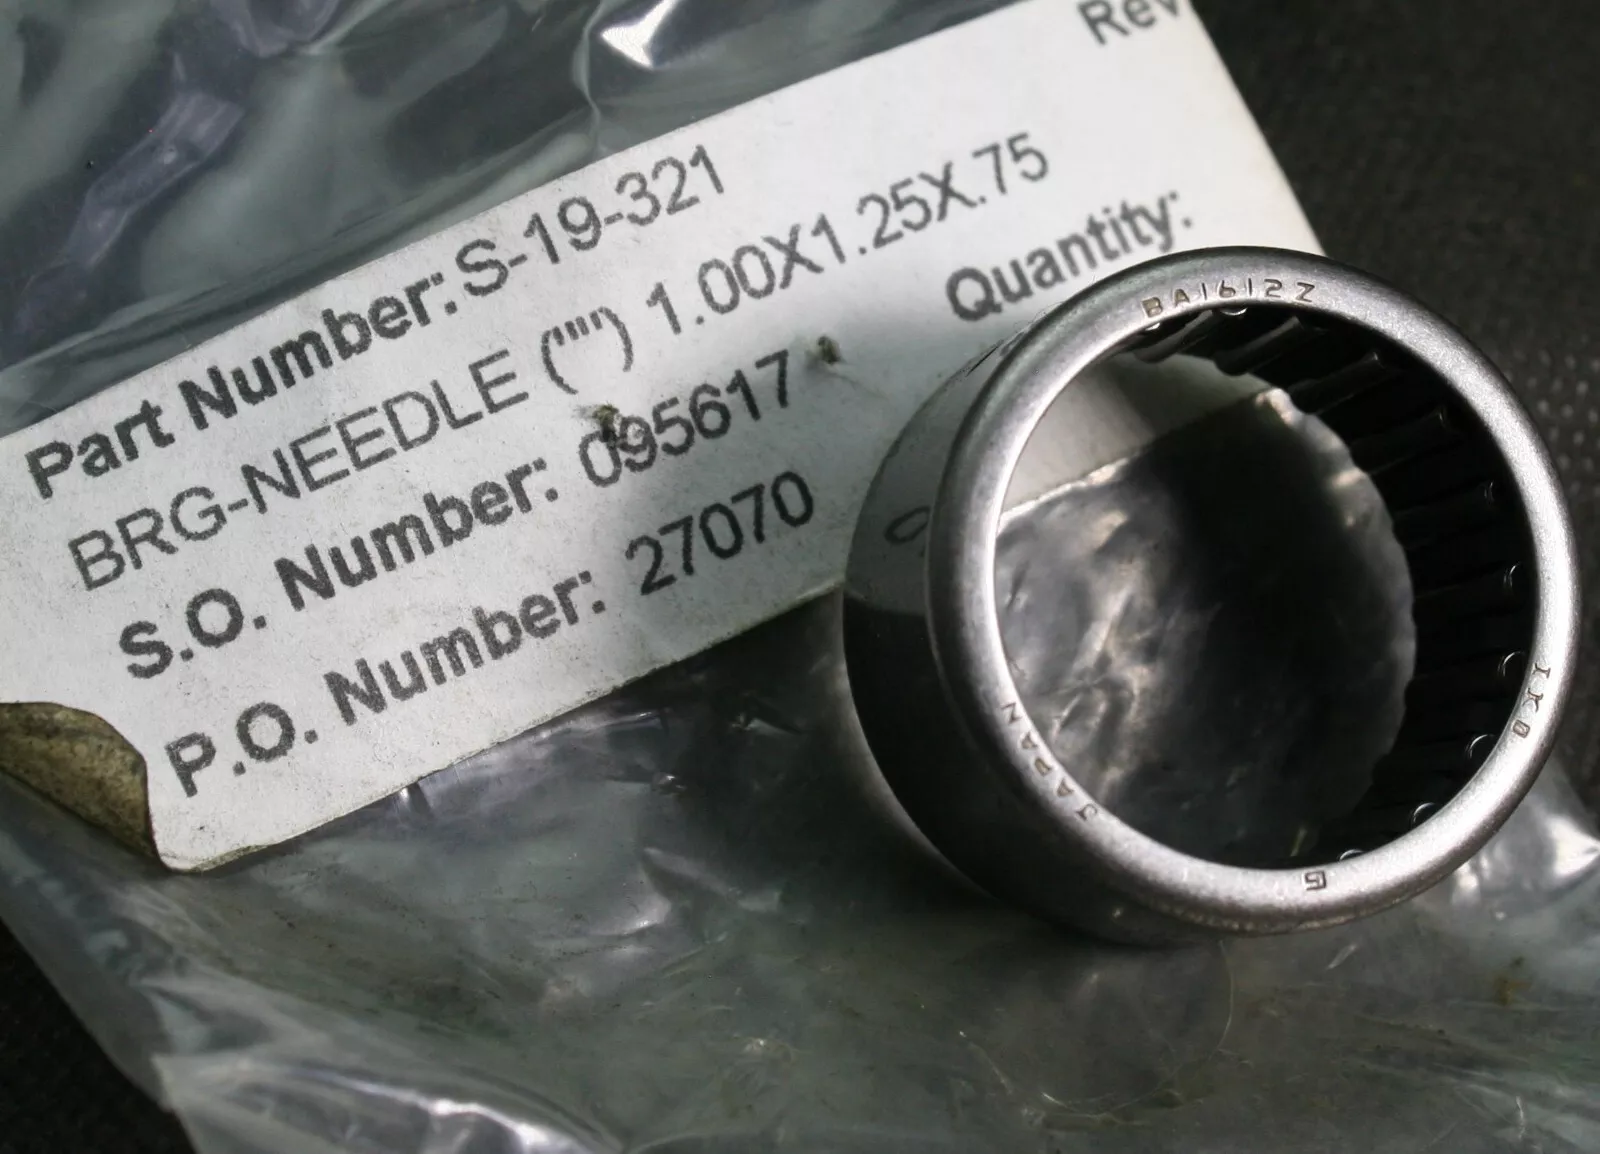 Rev
Part Number: S-19-321
BRG-NEEDLE ("") 1.00X1.25X.75
Quantity:
S.O. Number: 095617
P.O. Number: 27070
BA1612Z
IKO
JAPAN